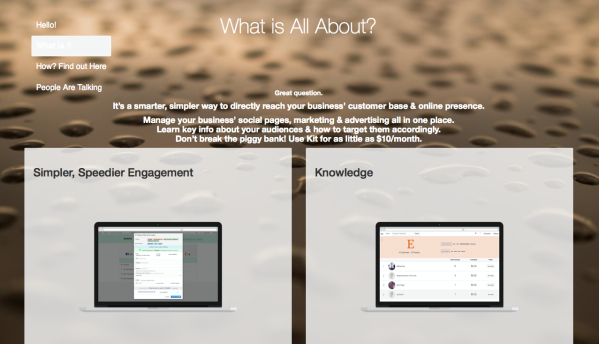 What is All About?
Hello!
What is ?
How? Find out Here
People Are Talking
Great question.
It's a smarter, simpler way to directly reach your business' customer base & online presence.
Manage your business' social pages, marketing & advertising all in one place.
Learn key info about your audiences & how to target them accordingly.
Don't break the piggy bank! Use Kit for as little as $10/month.
Simpler, Speedier Engagement
Knowledge
E